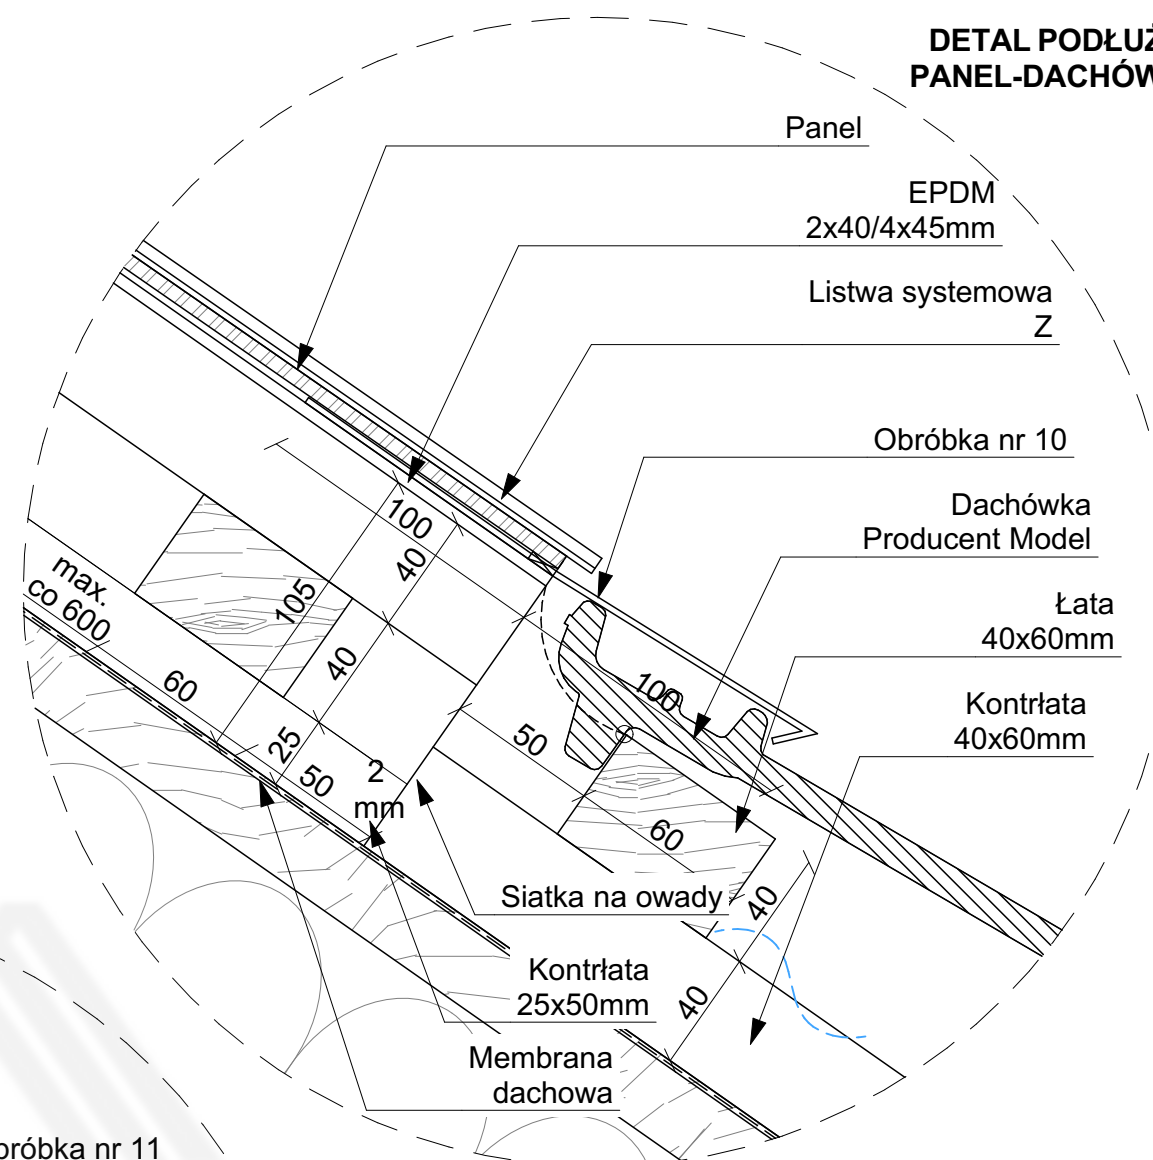 DETAL PODŁUŻ
PANEL-DACHÓW
Panel
EPDM
2x40/4x45mm
Listwa systemowa
Z
Obróbka nr 10
Dachówka
Producent Model
Łata
40x60mm
Kontrłata
40x60mm
100
40
105
max.
co 600
40
60
100
50
25
50
2
mm
60
40
40
Siatka na owady
Kontrłata
25x50mm
Membrana
dachowa
bróbka nr 11